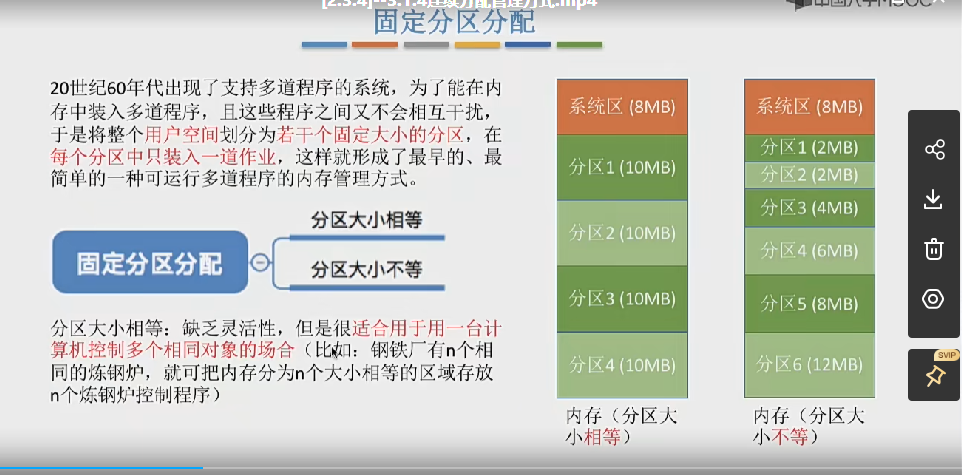 [2.3.4]--3.1.4连续分配管理方式.mp4
中国大学MOOC
固定分区分配
20世纪60年代出现了支持多道程序的系统，为了能在内
存中装入多道程序，且这些程序之间又不会相互干扰，
于是将整个用户空间划分为若干个固定大小的分区，在
每个分区中只装入一道作业，这样就形成了最早的、最
简单的一种可运行多道程序的内存管理方式。
固定分区分配
分区大小相等
分区大小不等
分区大小相等：缺乏灵活性，但是很适合用于用一台计
算机控制多个相同对象的场合（比如：钢铁厂有n个相
同的炼钢炉，就可把内存分为n个大小相等的区域存放
n个炼钢炉控制程序）
系统区 (8MB)
分区1 (10MB)
分区2 (10MB)
分区3 (10MB)
分区4 (10MB)
内存（分区大
小相等）
系统区 (8MB)
分区1 (2MB)
分区2 (2MB)
分区3 (4MB)
分区4 (6MB)
分区5 (8MB)
分区6 (12MB)
内存（分区大
小不等）
SVIP